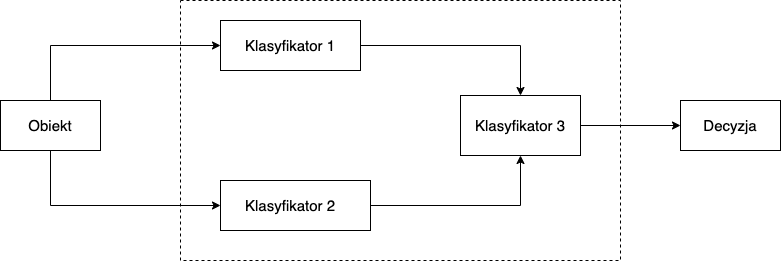 Klasyfikator 1
Obiekt
Klasyfikator 3
Decyzja
Klasyfikator 2